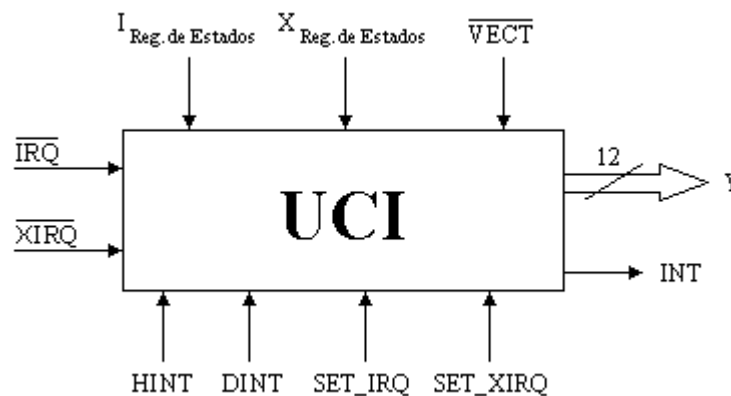 I Reg. de Estados
X Reg. de Estados
VECT
IRQ
XIRQ
UCI
12
Y
INT
HINT
DINT
SET_IRQ
SET_XIRQ